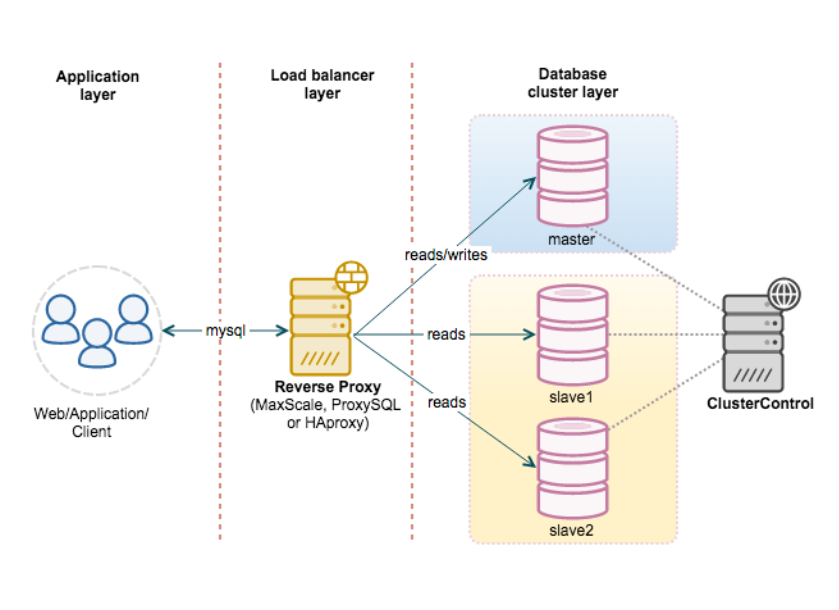 Application
layer
Load balancer
layer
Database
cluster layer
master
reads/writes
mysql
reads
reads
slave1
slave2
Web/Application/
Client
Reverse Proxy
(MaxScale, ProxySQL
or HAproxy)
ClusterControl